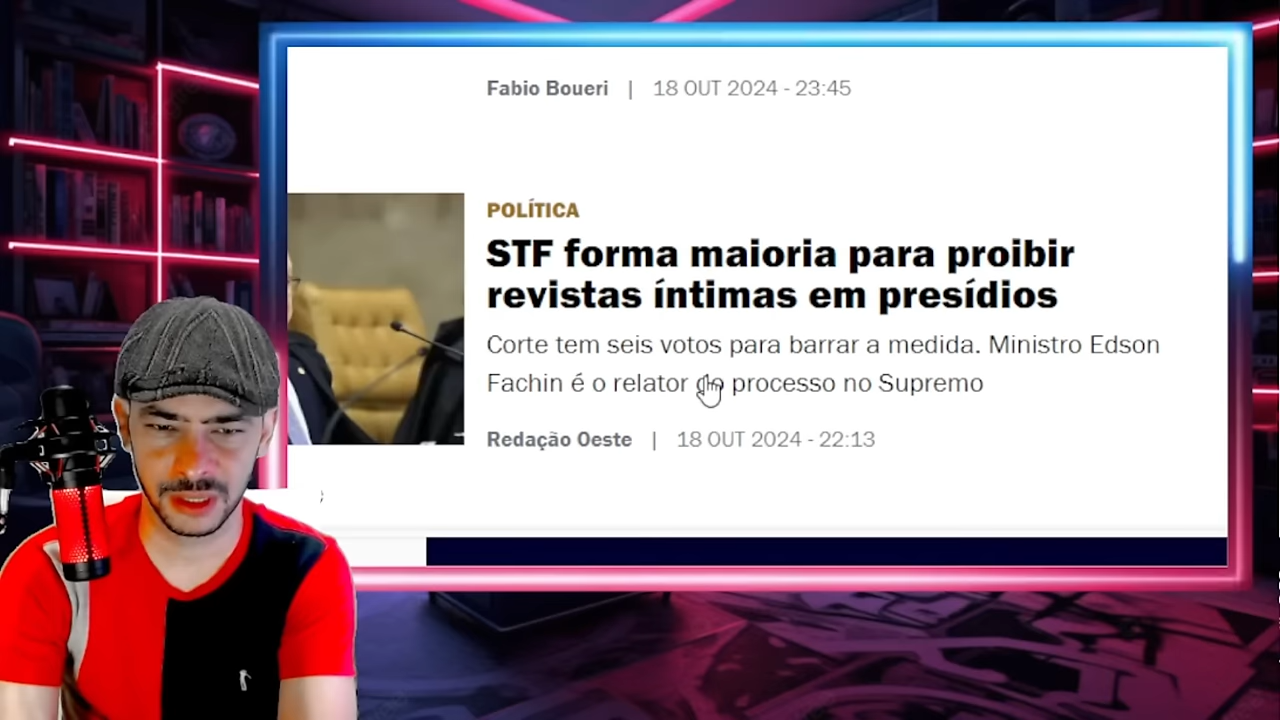 Fabio Boueri | 18 OUT 2024 - 23:45
POLÍTICA
STF forma maioria para proibir
revistas íntimas em presídios
Corte tem seis votos para barrar a medida. Ministro Edson
Fachin é o relator do processo no Supremo
Redação Oeste | 18 OUT 2024 - 22:13